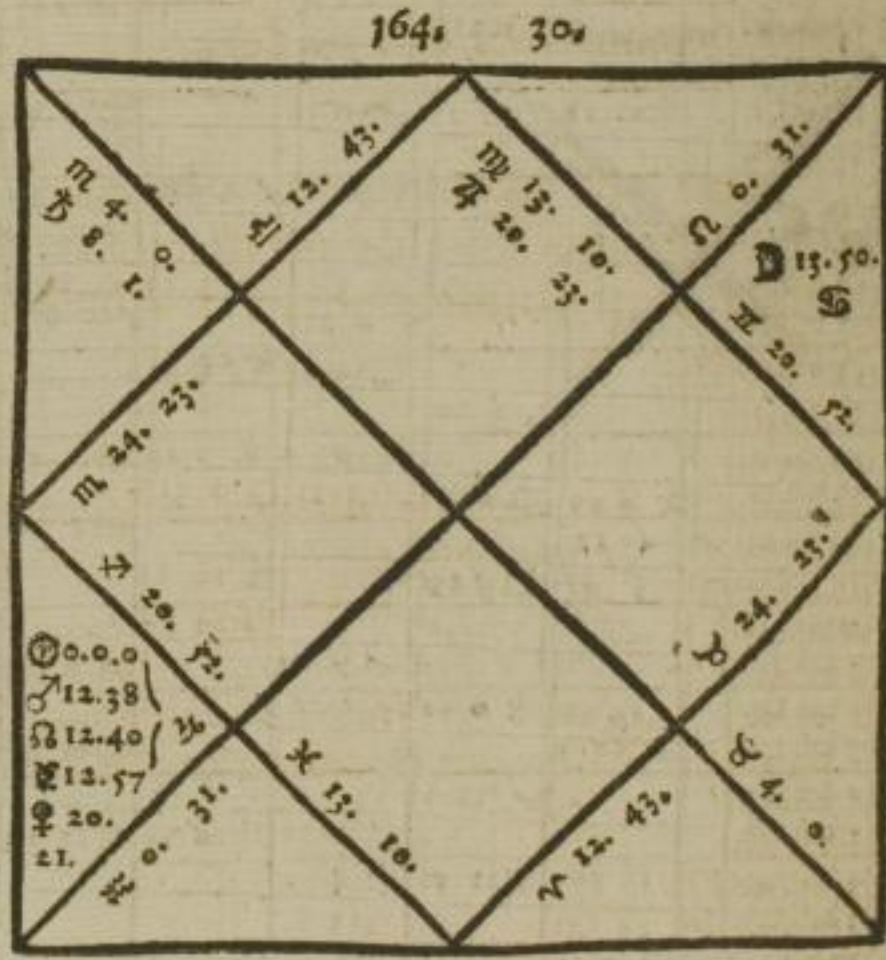 164. 30.
♏ 4. 0.
♄ 8. 1.
♎ 12. 43.
♍ 13. 10.
♃ 20. 23.
♌ 0. 31.
☽ 13. 50.
♋
♊ 20. 52.
♏ 24. 23.
♐ 20. 52.
☉ 0.0.0
♂ 12.38
☊ 12.40
☿ 12.57
♀ 20.
21.
♑
♒ 0. 31.
♓ 13. 10.
♈ 12. 43.
♉ 4. 0.
♉ 24. 23.